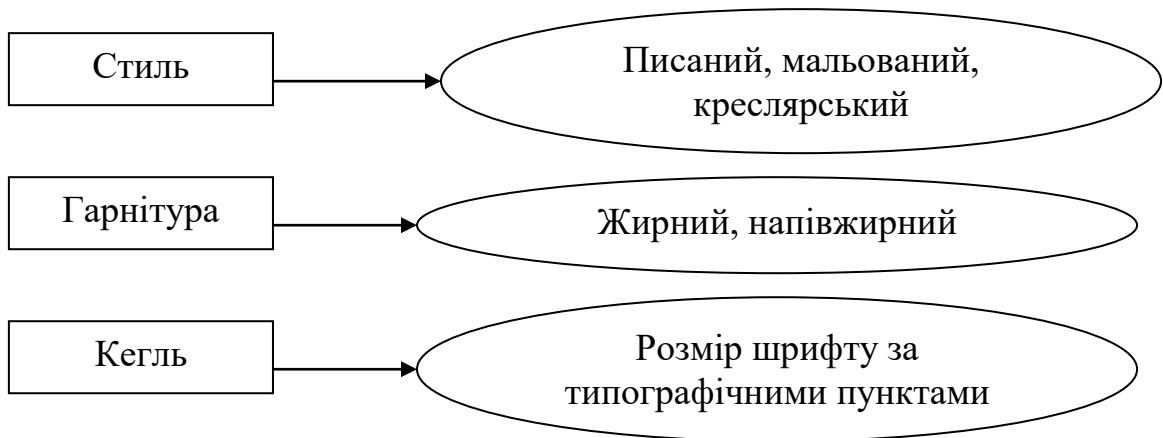 Стиль
Писаний, мальований,
креслярський
Гарнітура
Жирний, напівжирний
Кегль
Розмір шрифту за
типографічними пунктами